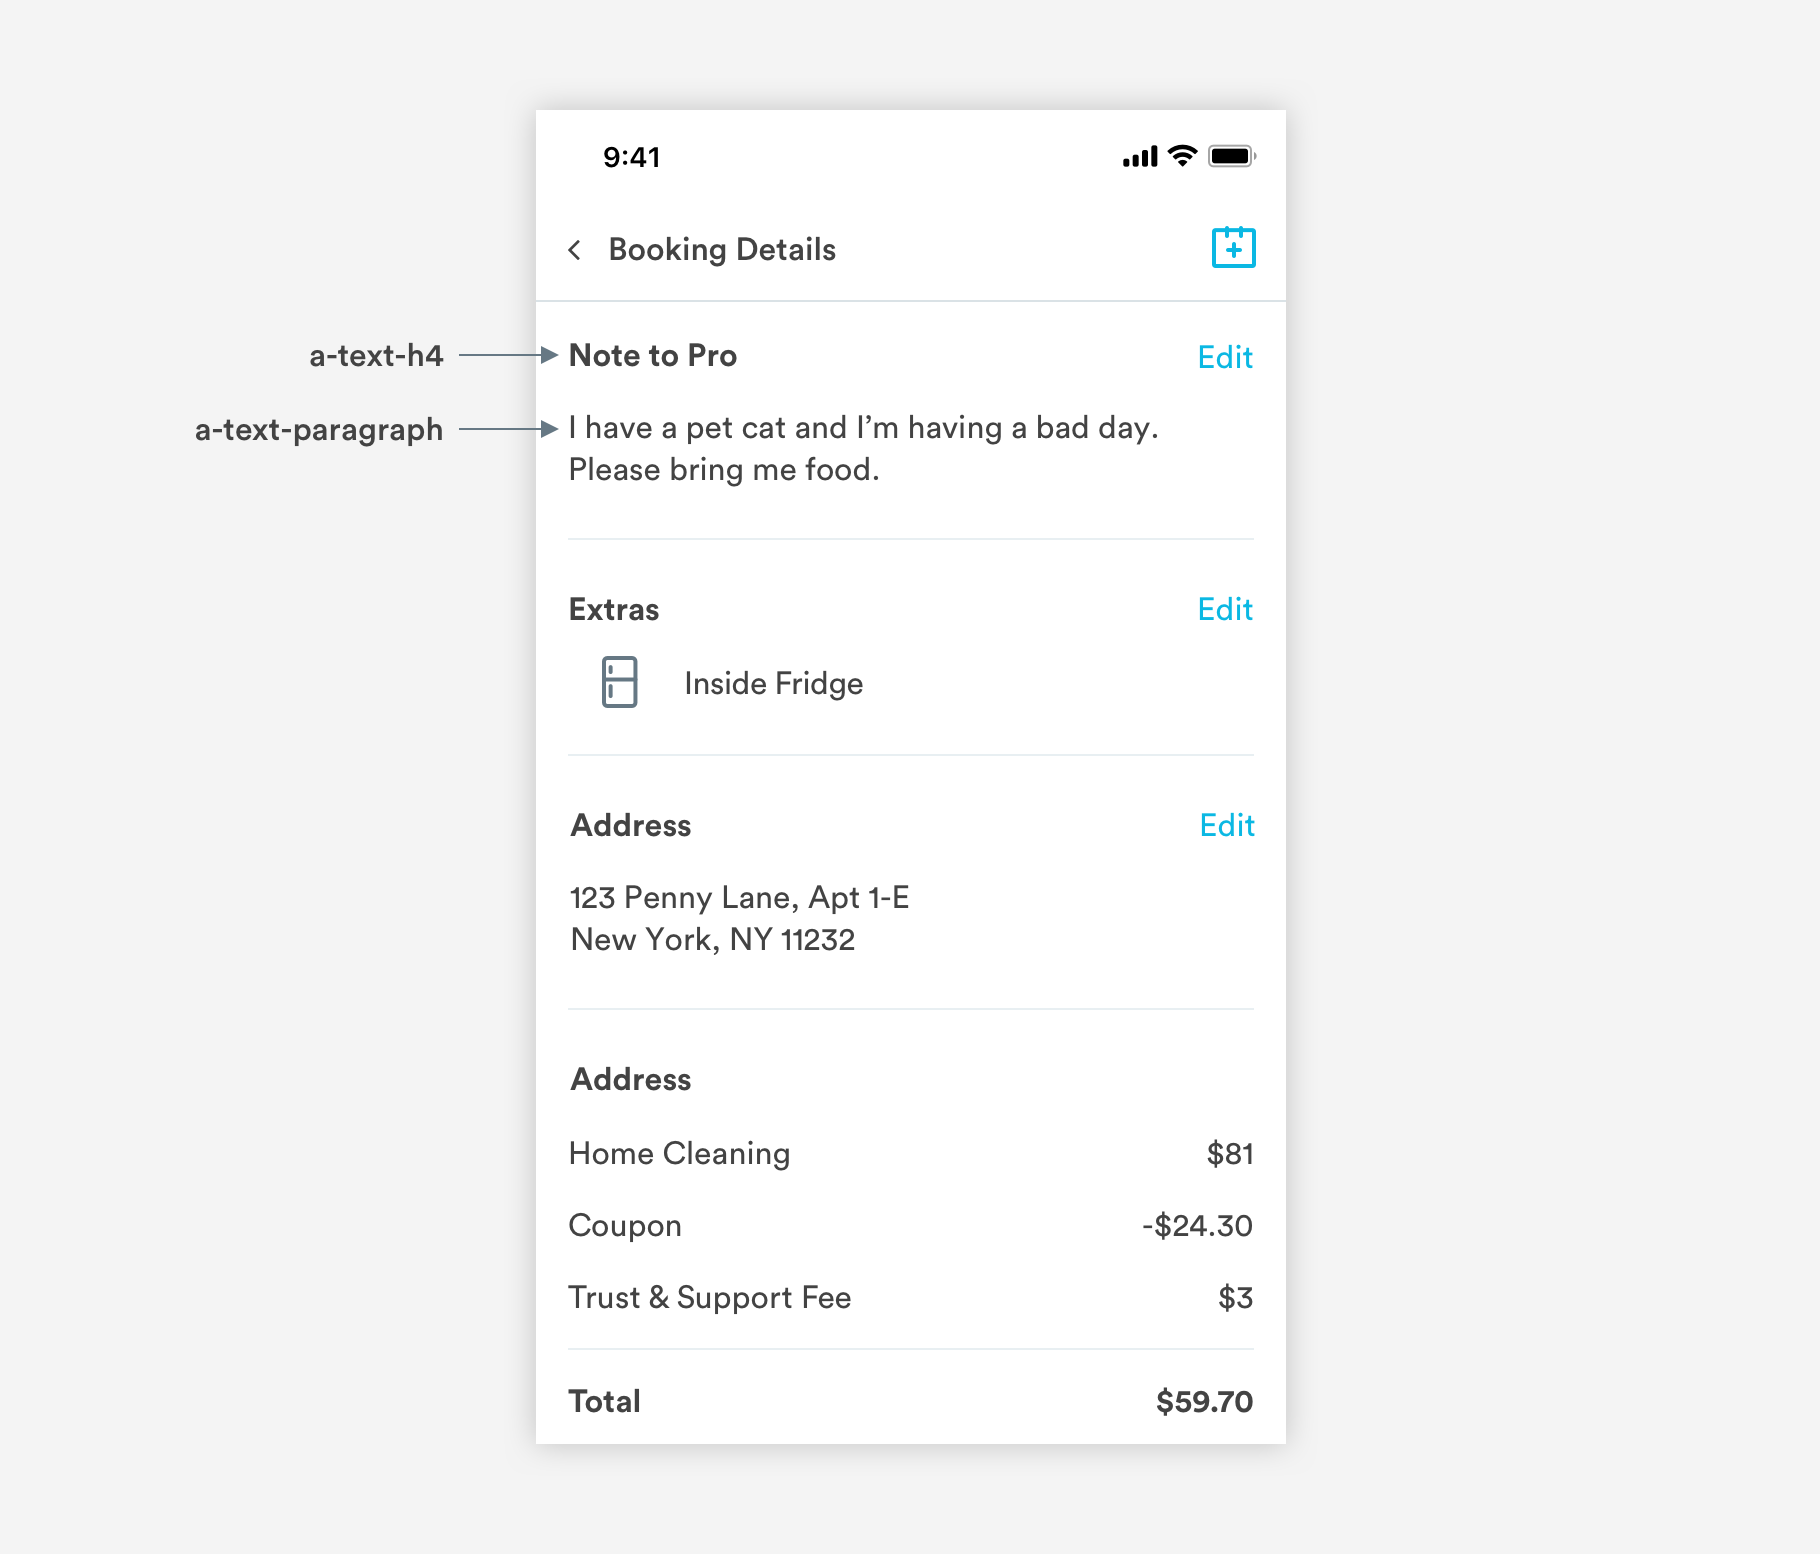 9:41
Booking Details
a-text-h4
Note to Pro
Edit
a-text-paragraph
I have a pet cat and I’m having a bad day.
Please bring me food.
Extras
Edit
Inside Fridge
Address
Edit
123 Penny Lane, Apt 1-E
New York, NY 11232
Address
Home Cleaning
$81
Coupon
-$24.30
Trust & Support Fee
$3
Total
$59.70